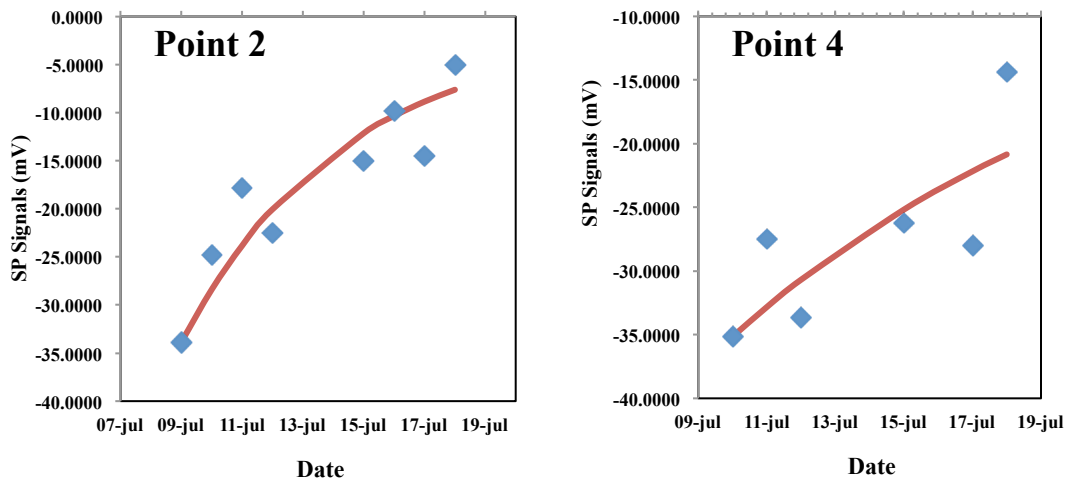 Point 2
SP Signals (mV)
0.0000
-5.0000
-10.0000
-15.0000
-20.0000
-25.0000
-30.0000
-35.0000
-40.0000
07-jul 09-jul 11-jul 13-jul 15-jul 17-jul 19-jul
Date
Point 4
SP Signals (mV)
-10.0000
-15.0000
-20.0000
-25.0000
-30.0000
-35.0000
-40.0000
09-jul 11-jul 13-jul 15-jul 17-jul 19-jul
Date